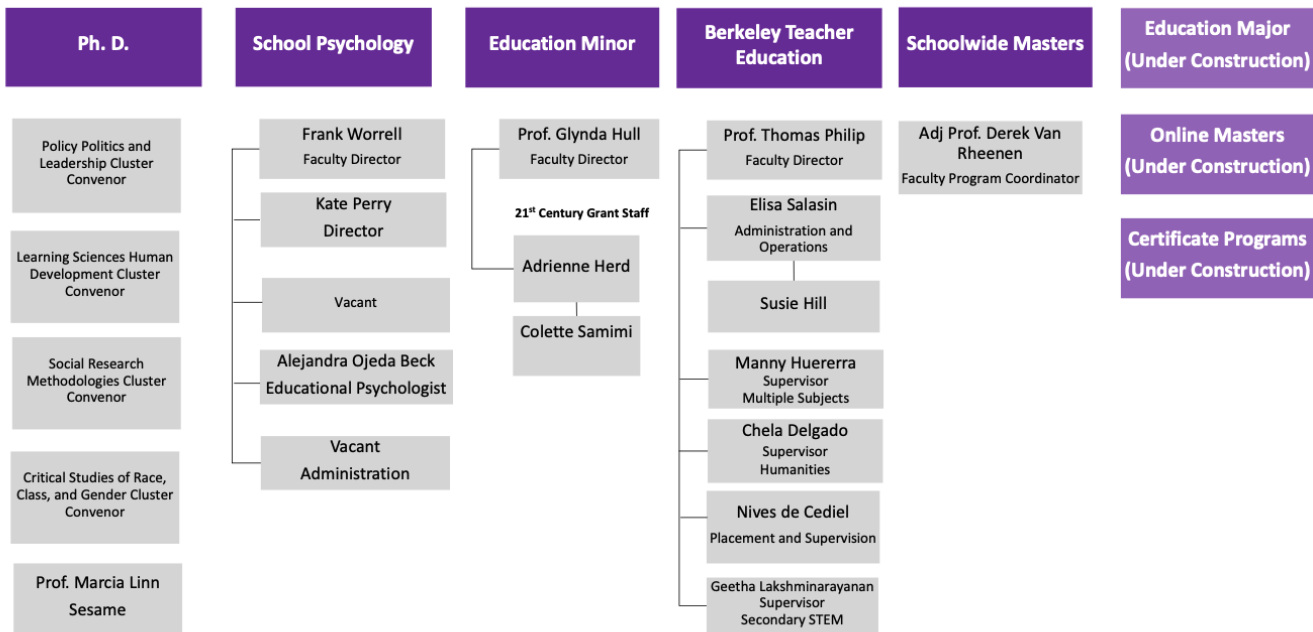 Ph. D.
Policy Politics and
Leadership Cluster
Convenor
Learning Sciences Human
Development Cluster
Convenor
Social Research
Methodologies Cluster
Convenor
Critical Studies of Race,
Class, and Gender Cluster
Convenor
Prof. Marcia Linn
Sesame
School Psychology
Frank Worrell
Faculty Director
Kate Perry
Director
Vacant
Alejandra Ojeda Beck
Educational Psychologist
Vacant
Administration
Education Minor
Prof. Glynda Hull
Faculty Director
21st Century Grant Staff
Adrienne Herd
Colette Samimi
Berkeley Teacher
Education
Prof. Thomas Philip
Faculty Director
Elisa Salasin
Administration and
Operations
Susie Hill
Manny Huererra
Supervisor
Multiple Subjects
Chela Delgado
Supervisor
Humanities
Nives de Cediel
Placement and Supervision
Geetha Lakshminarayanan
Supervisor
Secondary STEM
Schoolwide Masters
Adj Prof. Derek Van
Rheenen
Faculty Program Coordinator
Education Major
(Under Construction)
Online Masters
(Under Construction)
Certificate Programs
(Under Construction)